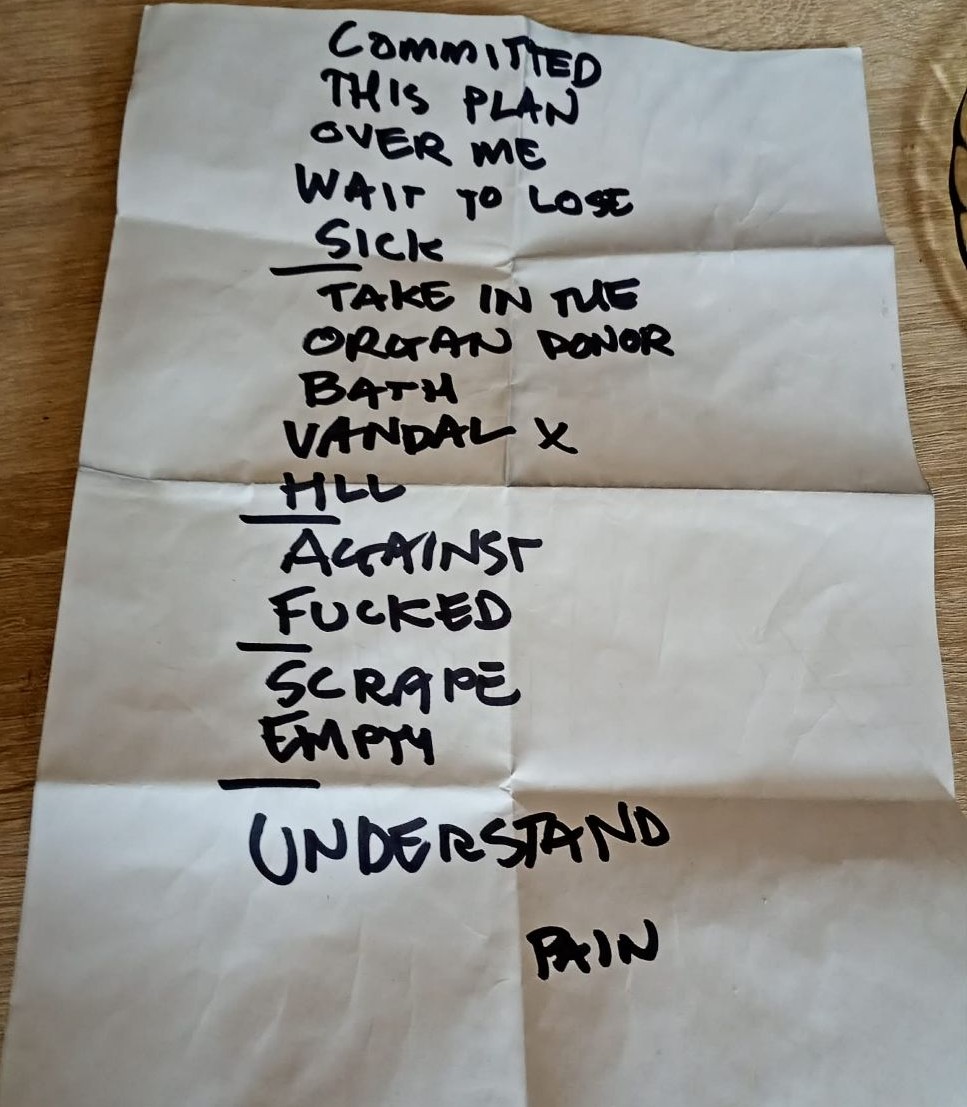 COMMITTED
THIS PLAN
OVER ME
WAIT TO LOSE
SICK
TAKE IN THE
ORGAN DONOR
BATH
VANDAL X
HLL
AGAINST
FUCKED
SCRAPE
EMPTY
UNDERSTAND
PAIN